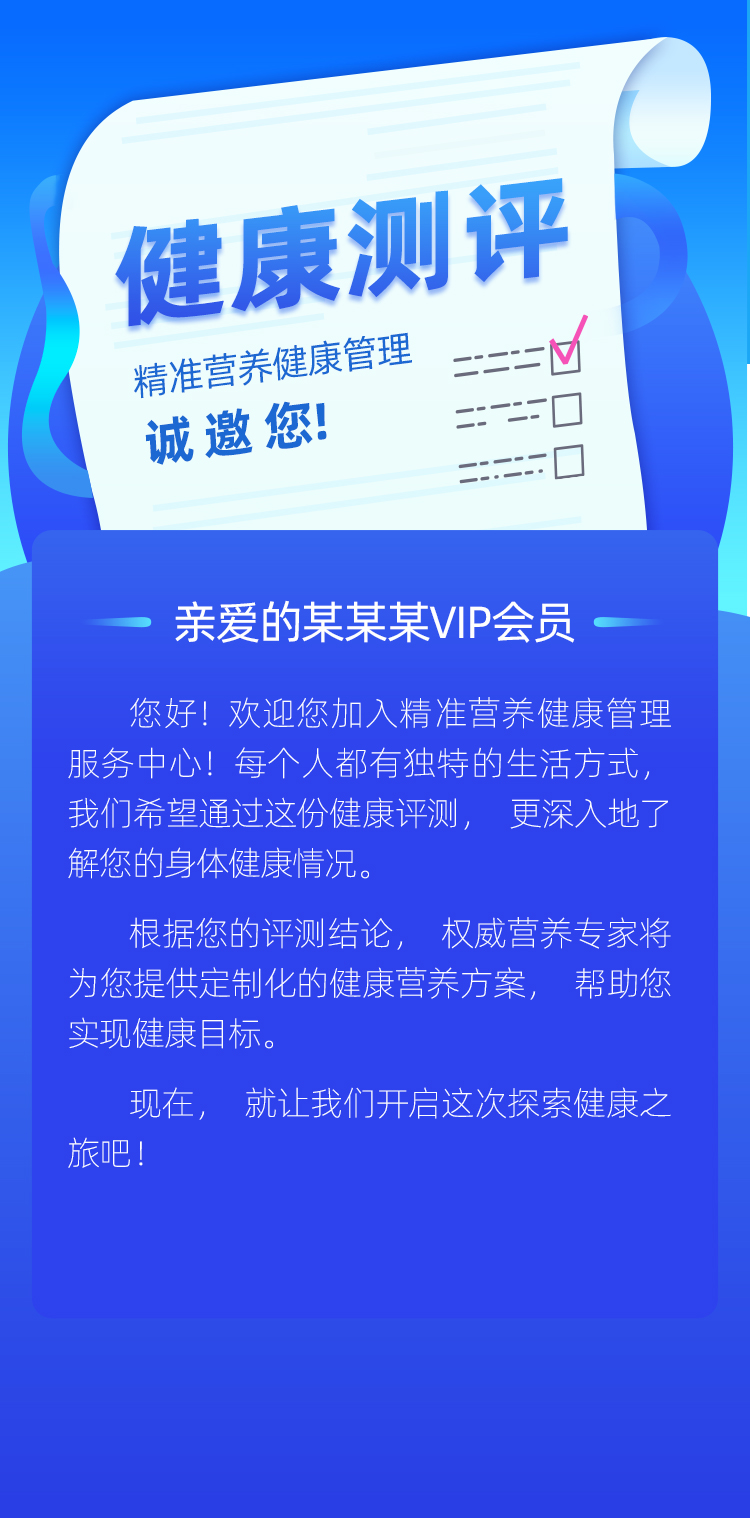 健康测评
精准营养健康管理
诚邀您!
亲爱的某某某VIP会员
您好！欢迎您加入精准营养健康管理
服务中心！每个人都有独特的生活方式，
我们希望通过这份健康评测， 更深入地了
解您的身体健康情况。
根据您的评测结论， 权威营养专家将
为您提供定制化的健康营养方案， 帮助您
实现健康目标。
现在， 就让我们开启这次探索健康之
旅吧！